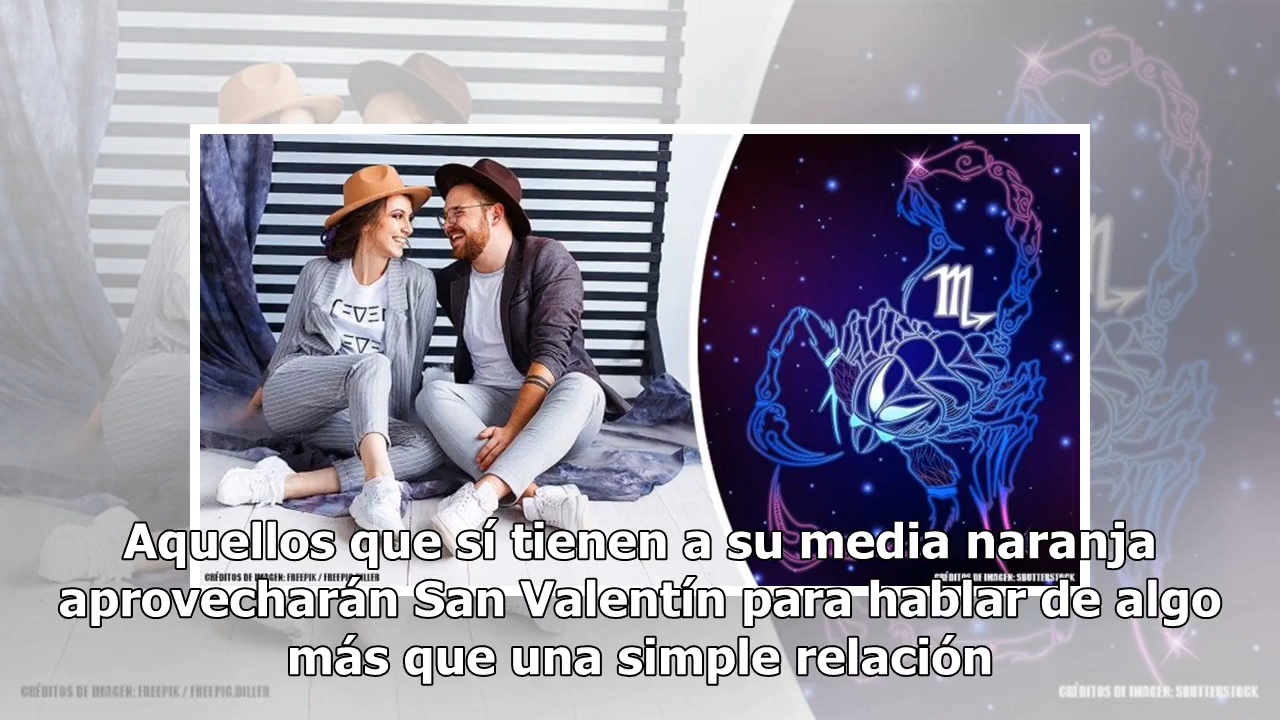 CRÉDITOS DE IMAGEN: FREEPIK / FREEPIC.DILLER
CRÉDITOS DE IMAGEN: SHUTTERSTOCK
Aquellos que sí tienen a su media naranja
aprovecharán San Valentín para hablar de algo
más que una simple relación
CRÉDITOS DE IMAGEN: FREEPIK / FREEPIC.DILLER
CRÉDITOS DE IMAGEN: SHUTTERSTOCK